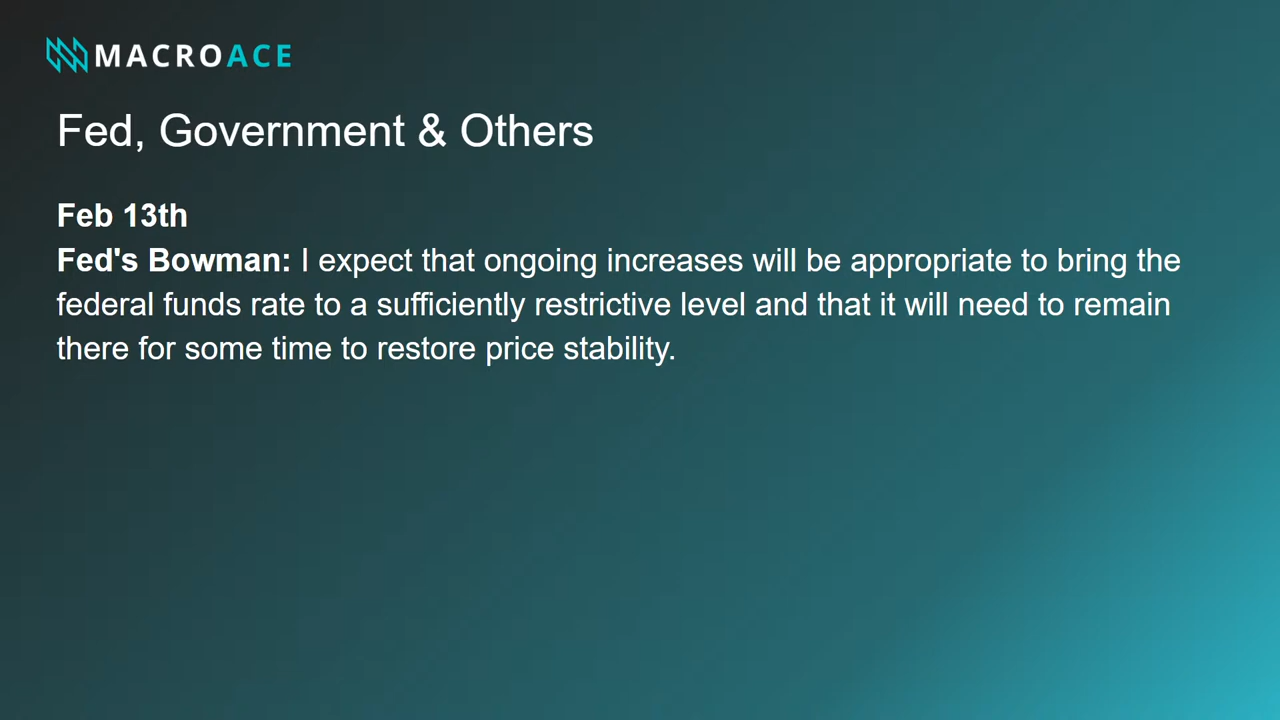 MACROACE
Fed, Government & Others
Feb 13th
Fed's Bowman: I expect that ongoing increases will be appropriate to bring the
federal funds rate to a sufficiently restrictive level and that it will need to remain
there for some time to restore price stability.